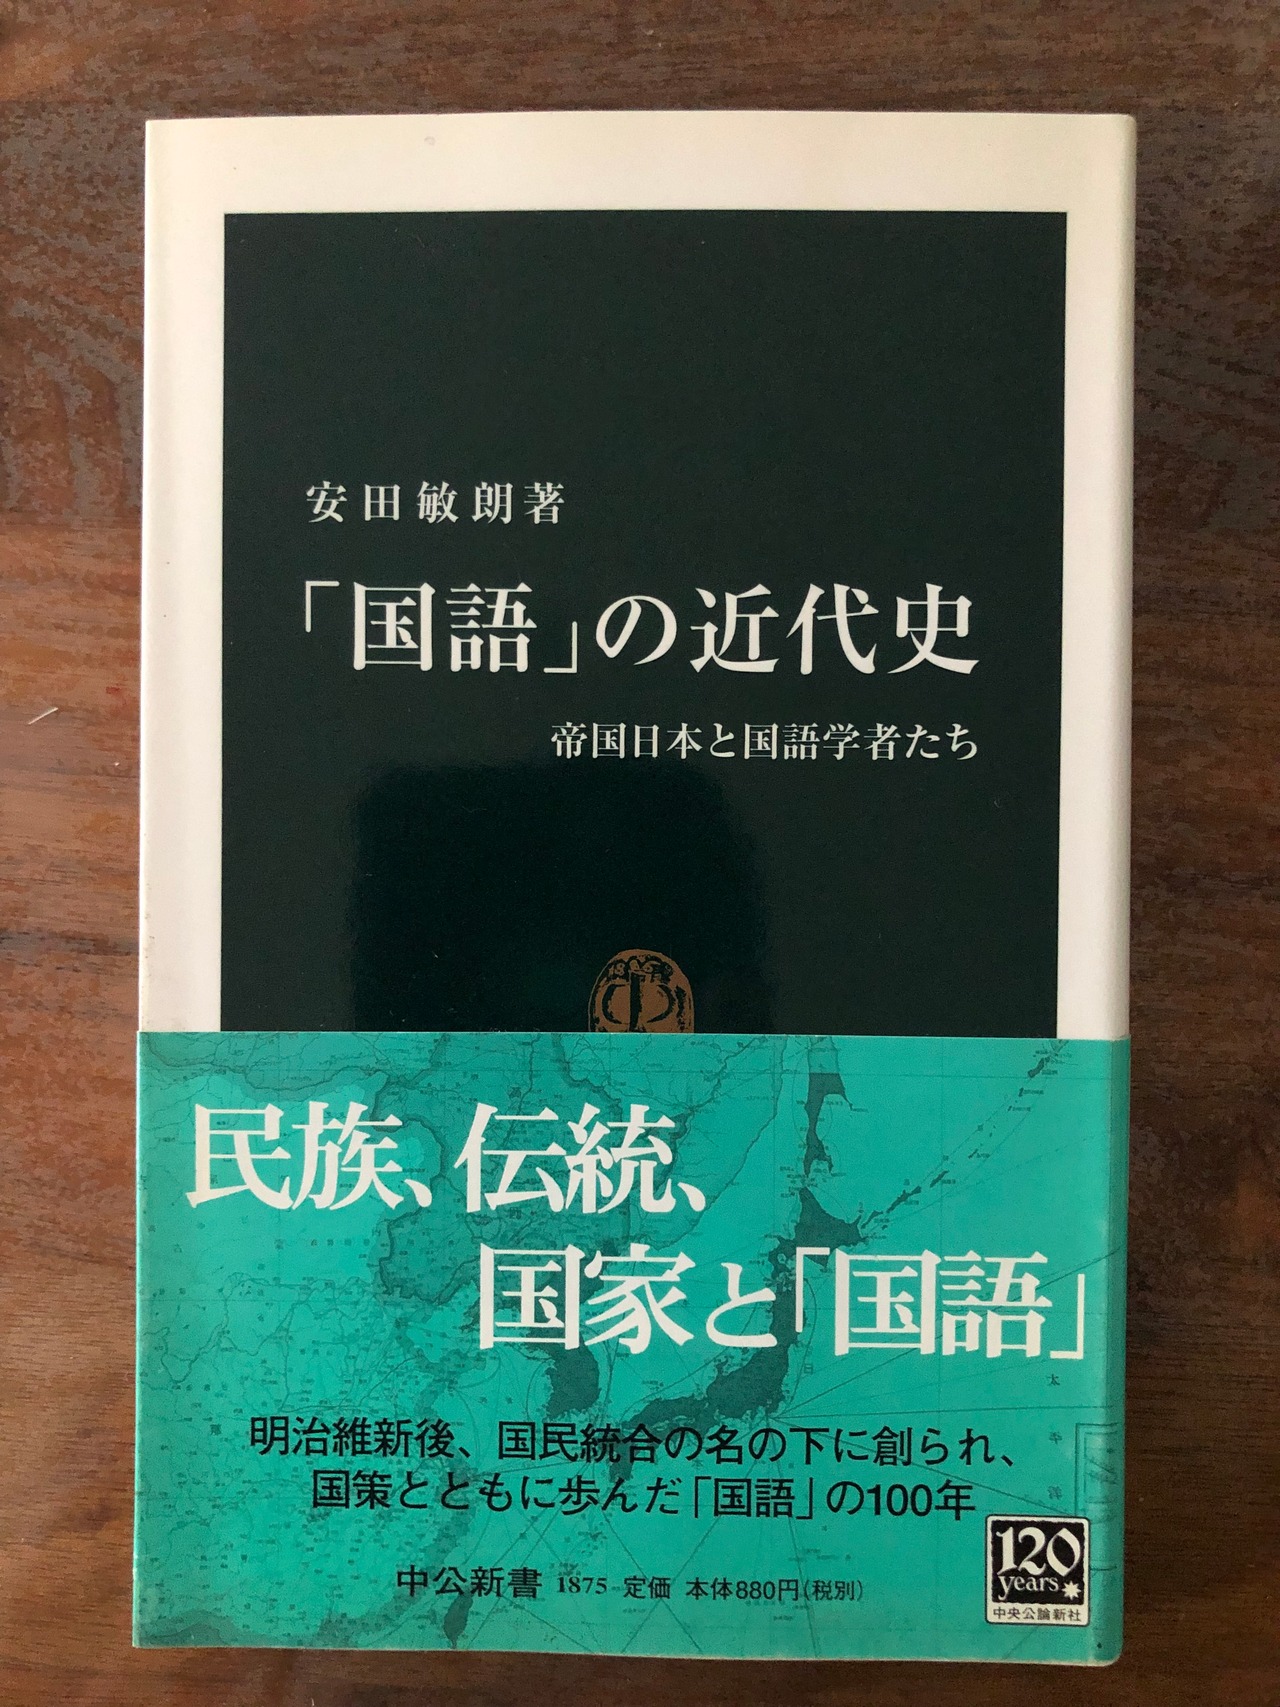 安田敏朗著
「国語」の近代史
帝国日本と国語学者たち
民族、伝統、
国家と「国語」
明治維新後、国民統合の名の下に創られ、
国策とともに歩んだ「国語」の100年
中公新書 1875 定価 本体880円(税別)
120
years
中央公論新社